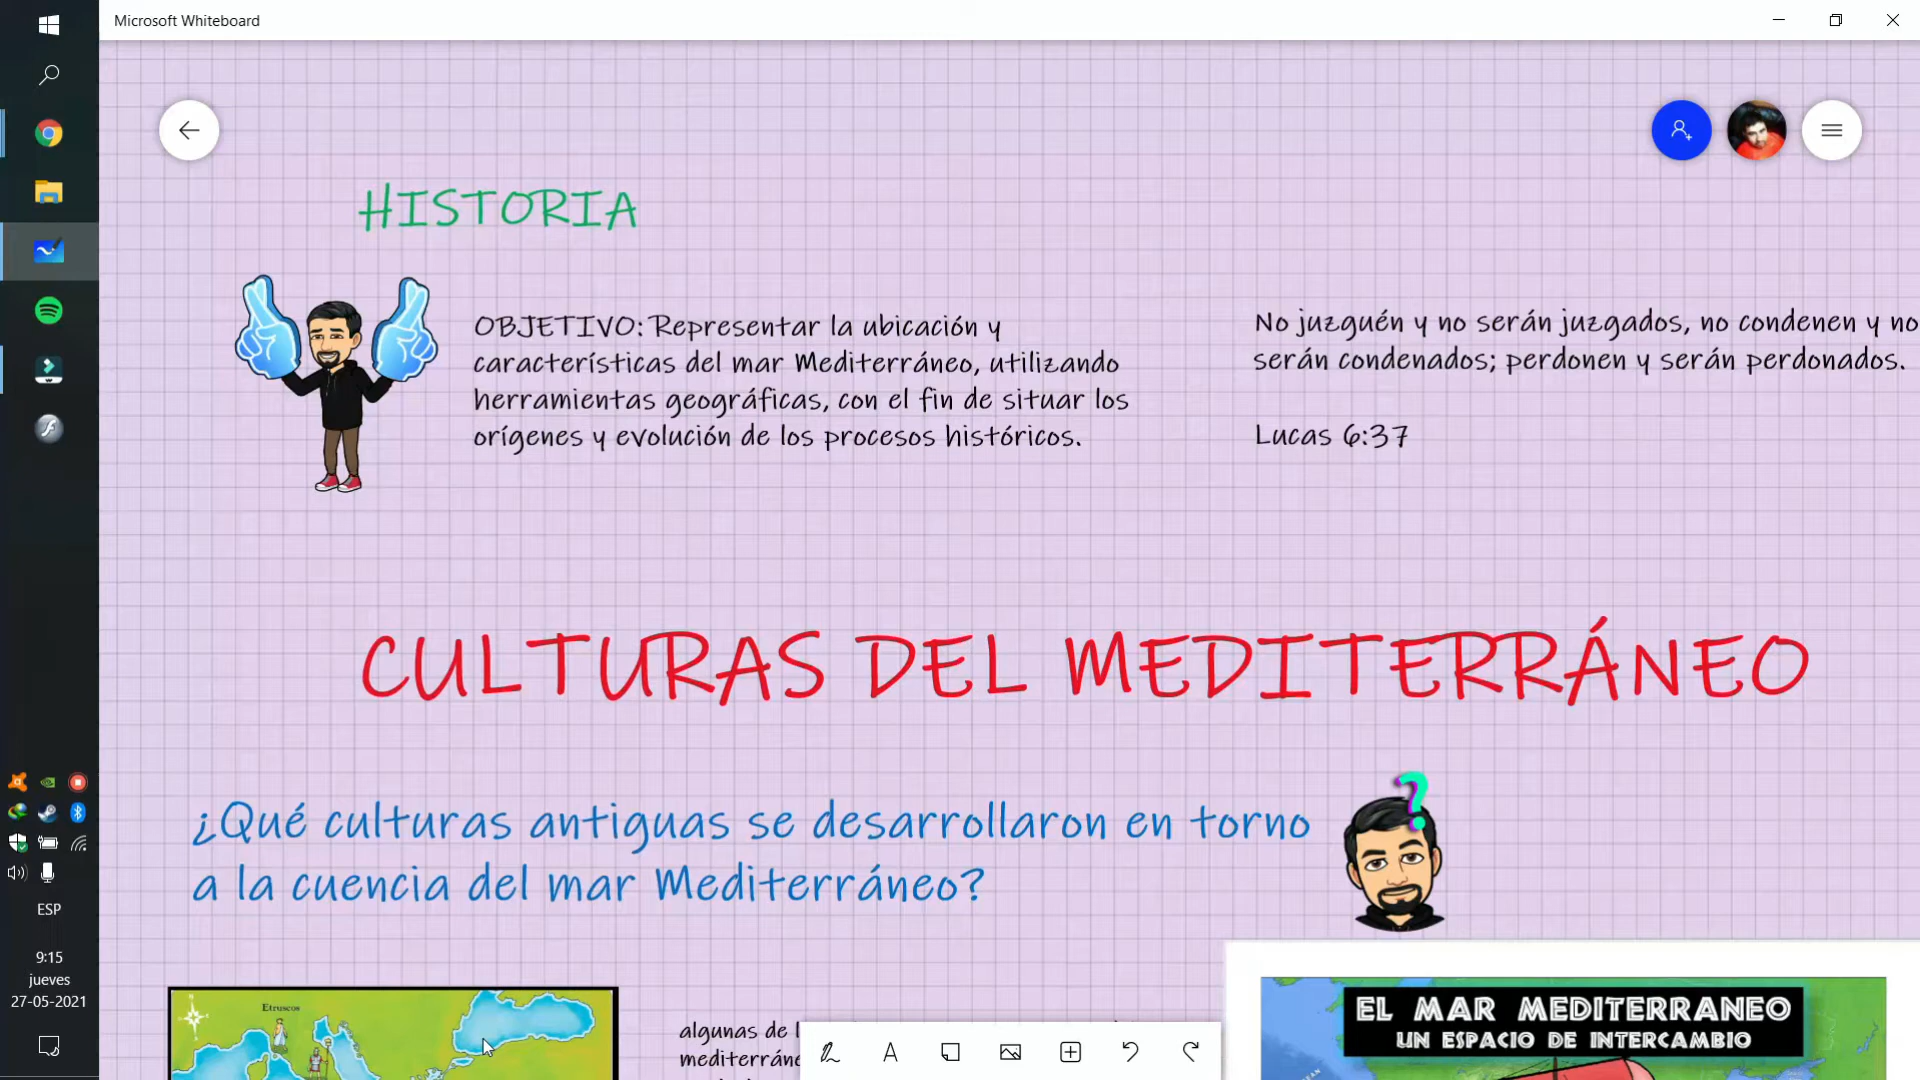 Microsoft Whiteboard
HISTORIA
OBJETIVO: Representar la ubicación y
características del mar Mediterráneo, utilizando
herramientas geográficas, con el fin de situar los
orígenes y evolución de los procesos históricos.
No juzguén y no serán juzgados, no condenen y no
serán condenados; perdonen y serán perdonados.
Lucas 6:37
CULTURAS DEL MEDITERRÁNEO
¿Qué culturas antiguas se desarrollaron en torno
a la cuencia del mar Mediterráneo?
?
Etruscos
algunas de
EL MAR MEDITERRANEO
UN ESPACIO DE INTERCAMBIO
ESP
9:15
jueves
27-05-2021